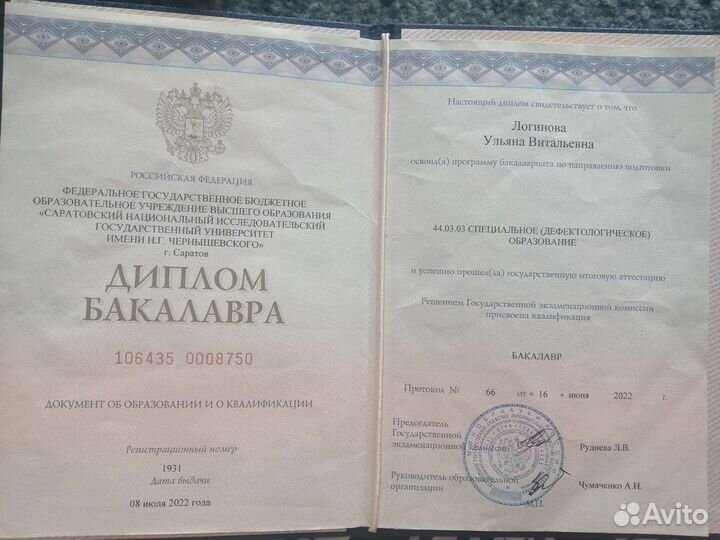 РОССИЙСКАЯ ФЕДЕРАЦИЯ
ФЕДЕРАЛЬНОЕ ГОСУДАРСТВЕННОЕ БЮДЖЕТНОЕ
ОБРАЗОВАТЕЛЬНОЕ УЧРЕЖДЕНИЕ ВЫСШЕГО ОБРАЗОВАНИЯ
«САРАТОВСКИЙ НАЦИОНАЛЬНЫЙ ИССЛЕДОВАТЕЛЬСКИЙ
ГОСУДАРСТВЕННЫЙ УНИВЕРСИТЕТ
ИМЕНИ Н.Г. ЧЕРНЫШЕВСКОГО»
г. Саратов
ДИПЛОМ
БАКАЛАВРА
106435 0008750
ДОКУМЕНТ ОБ ОБРАЗОВАНИИ И О КВАЛИФИКАЦИИ
Регистрационный номер
1931
Дата выдачи
08 июля 2022 года
Настоящий диплом свидетельствует о том, что
Логинова
Ульяна Витальевна
освоил(а) программу бакалавриата по направлению подготовки
44.03.03 СПЕЦИАЛЬНОЕ (ДЕФЕКТОЛОГИЧЕСКОЕ)
ОБРАЗОВАНИЕ
и успешно прошел(ла) государственную итоговую аттестацию
Решением Государственной экзаменационной комиссии
присвоена квалификация
БАКАЛАВР
Протокол № 66 от « 16 » июня 2022 г.
Председатель
Государственной
экзаменационной комиссии Руднева Л.В.
Руководитель образовательной
организации Чумаченко А.Н.
М.П.
Avito